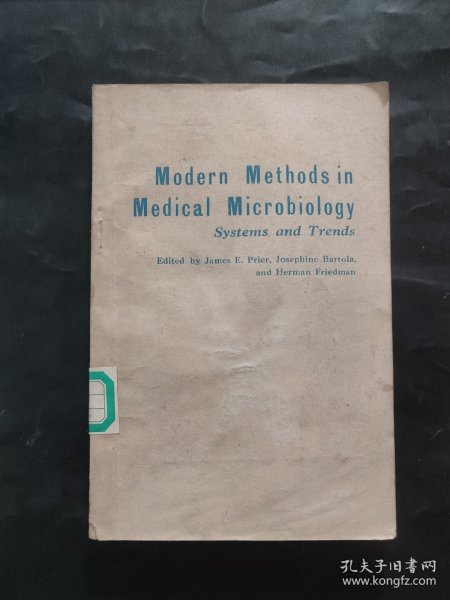 Modern Methods in
Medical Microbiology
Systems and Trends
Edited by James E. Prier, Josephine Bartola,
and Herman Friedman
孔夫子旧书网
www.kongfz.com